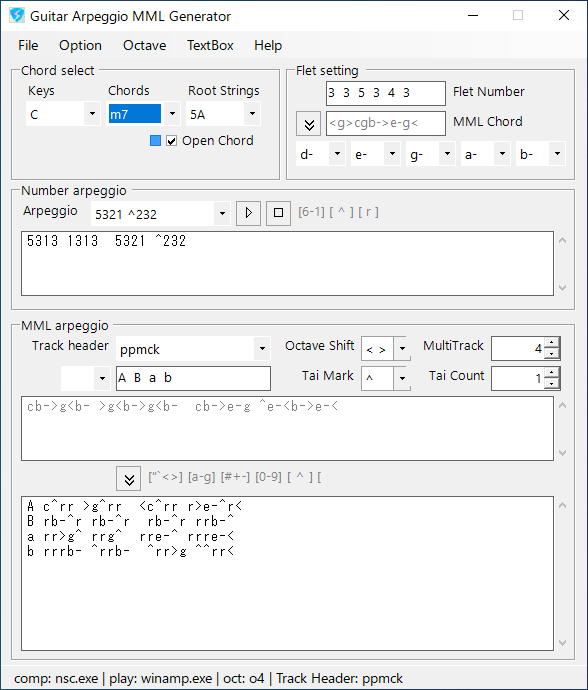 Guitar Arpeggio MML Generator
File Option Octave TextBox Help
Chord select
Keys Chords Root Strings
C m7 5A
Open Chord
Flet setting
3 3 5 3 4 3 Flet Number
<g>cgb->e-g< MML Chord
d- e- g- a- b-
Number arpeggio
Arpeggio 5321 ^232 [6-1] [ ^ ] [ r ]
5313 1313  5321 ^232
MML arpeggio
Track header ppmck Octave Shift < > MultiTrack 4
A B a b Tai Mark ^ Tai Count 1
cb->g<b- >g<b->g<b-  cb->e-g ^e-<b->e-<
["`<>] [a-g] [#+-] [0-9] [ ^ ] [
A c^rr >g^rr  <c^rr r>e-^r<
B rb-^r rb-^r  rb-^r rrb-^
a rr>g^ rrg^  rre-^ rrre-<
b rrrb- ^rrb-  ^rr>g ^^rr<
comp: nsc.exe | play: winamp.exe | oct: o4 | Track Header: ppmck